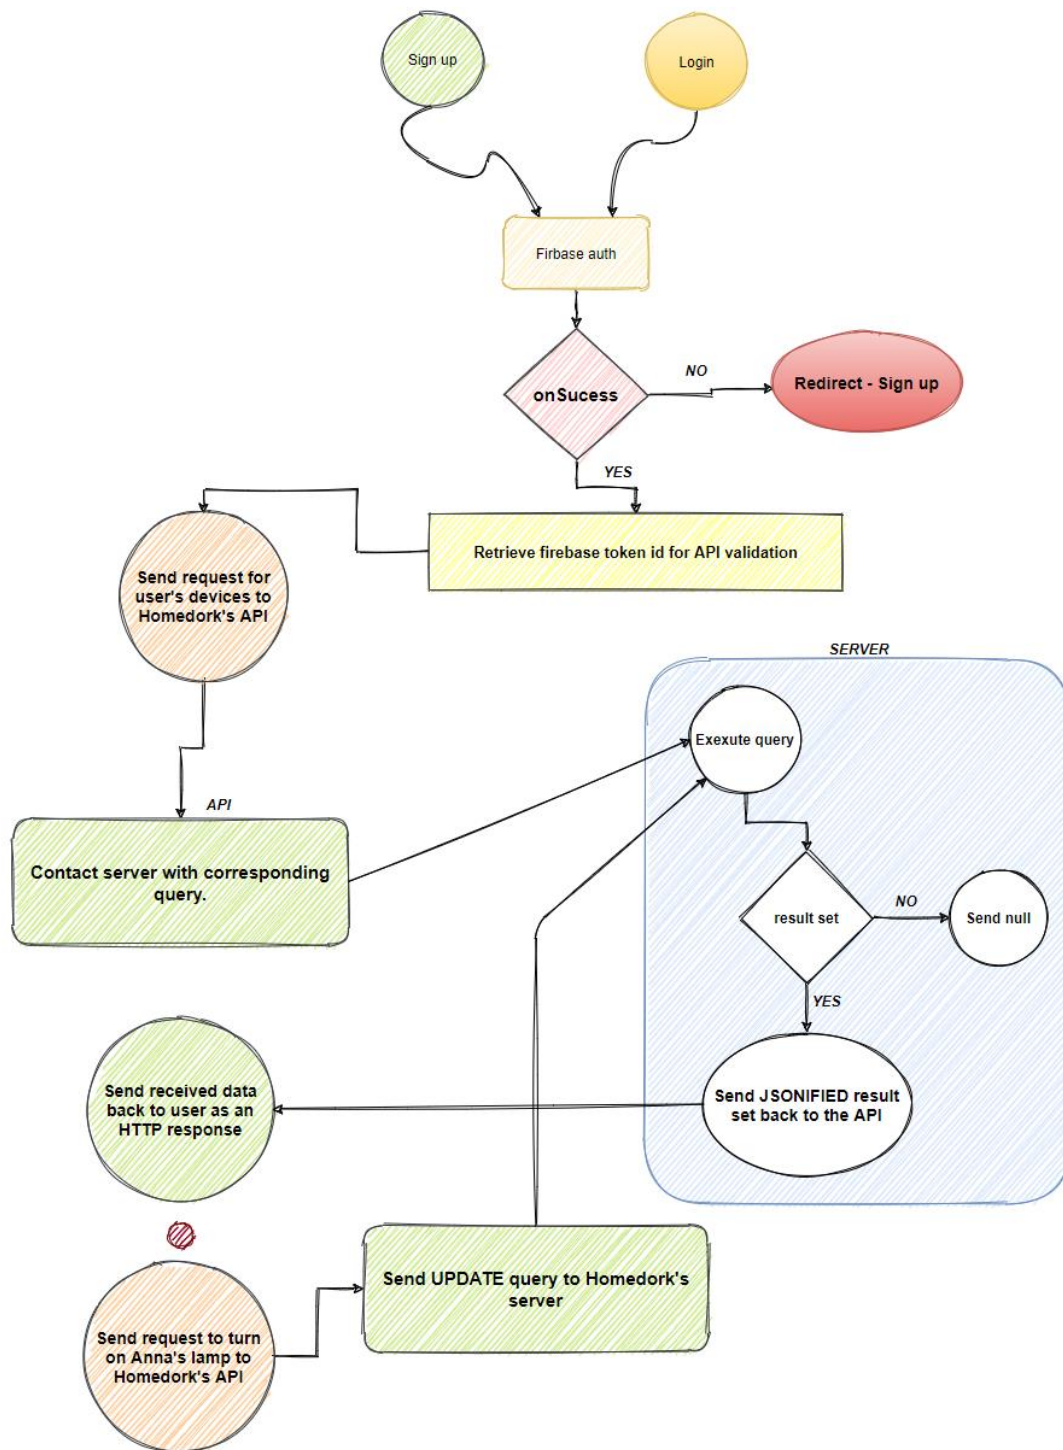 Sign up
Login
Firbase auth
onSucess
NO
Redirect - Sign up
YES
Retrieve firebase token id for API validation
Send request for
user's devices to
Homedork's API
SERVER
Exexute query
API
Contact server with corresponding
query.
result set
NO
Send null
YES
Send JSONIFIED result
set back to the API
Send received data
back to user as an
HTTP response
Send UPDATE query to Homedork's
server
Send request to turn
on Anna's lamp to
Homedork's API